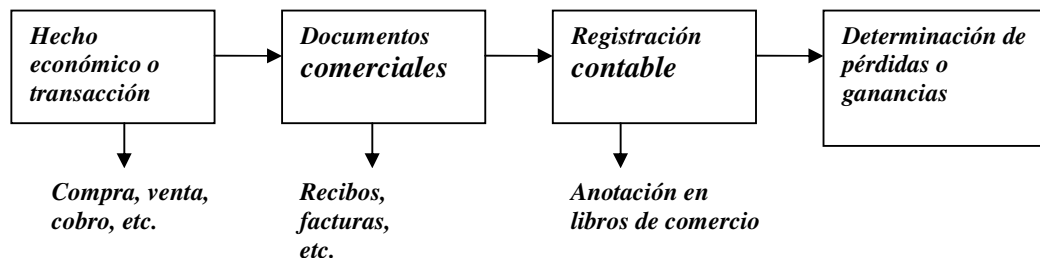 Hecho
económico o
transacción
Documentos
comerciales
Registración
contable
Determinación de
pérdidas o
ganancias
Compra, venta,
cobro, etc.
Recibos,
facturas,
etc.
Anotación en
libros de comercio